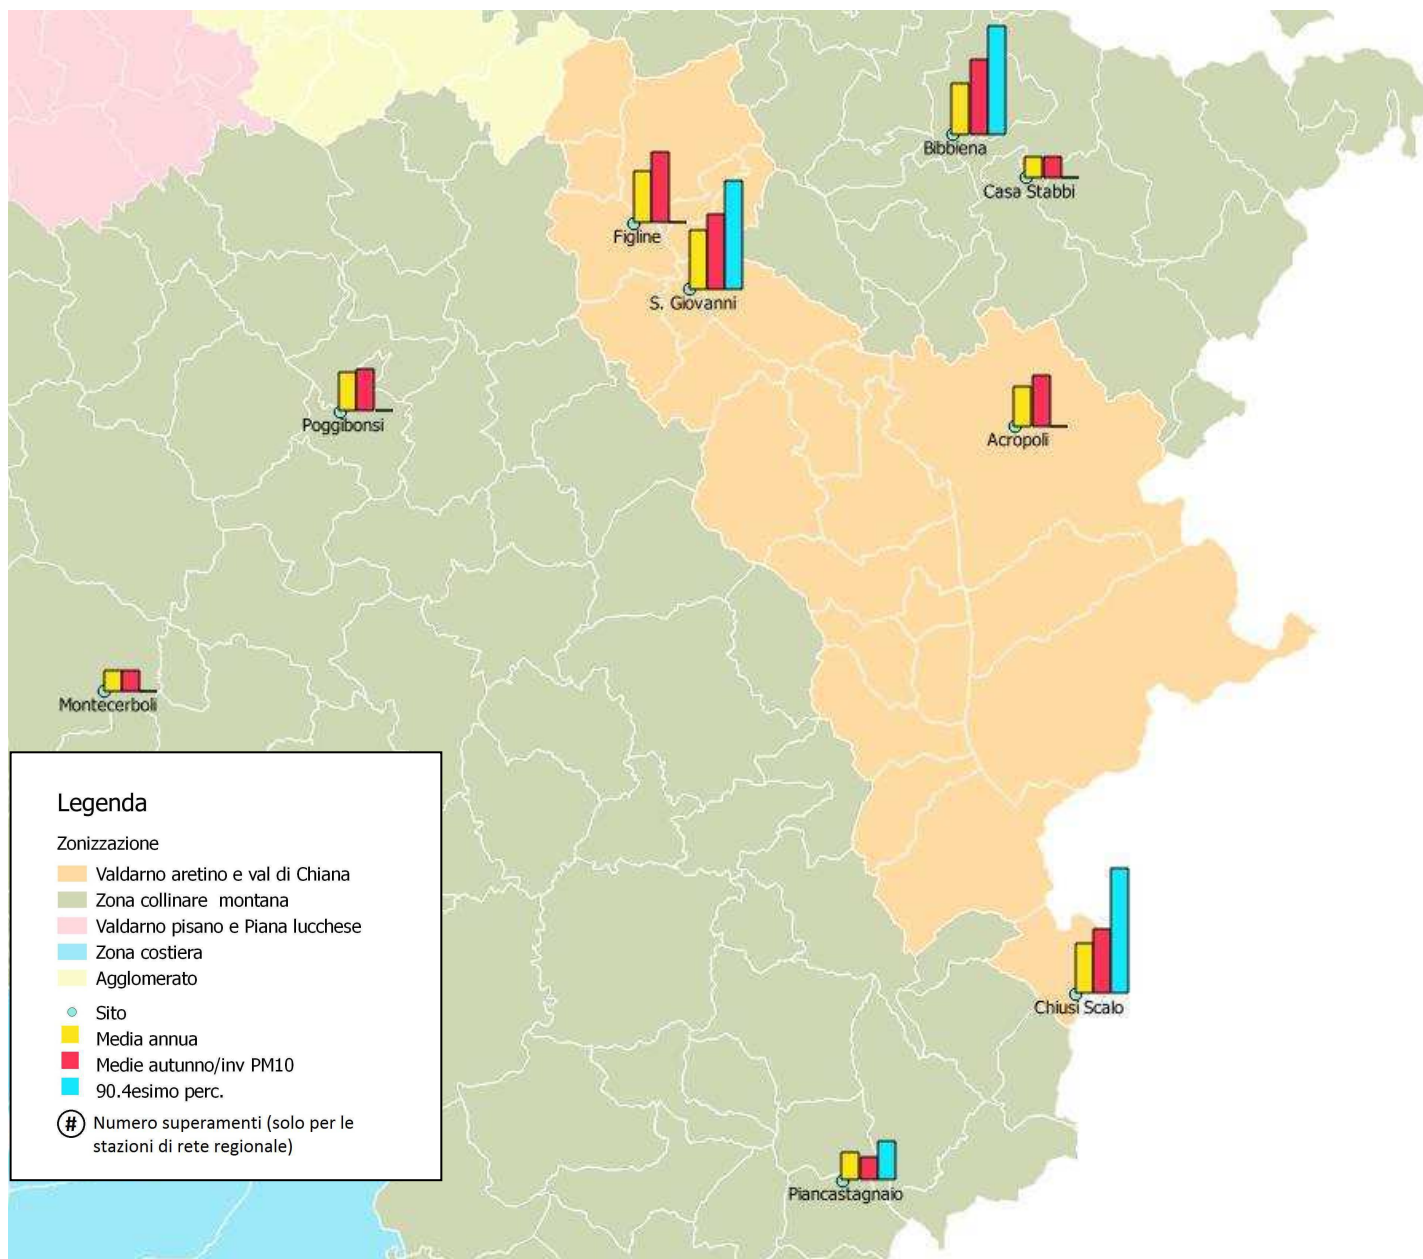 Bibbiena
Casa Stabbi
Figline
S. Giovanni
Poggibonsi
Acropoli
Montecerboli
Legenda
Zonizzazione
Valdarno aretino e val di Chiana
Zona collinare montana
Valdarno pisano e Piana lucchese
Zona costiera
Agglomerato
Sito
Media annua
Medie autunno/inv PM10
90.4esimo perc.
# Numero superamenti (solo per le
stazioni di rete regionale)
Chiusi Scalo
Piancastagnaio